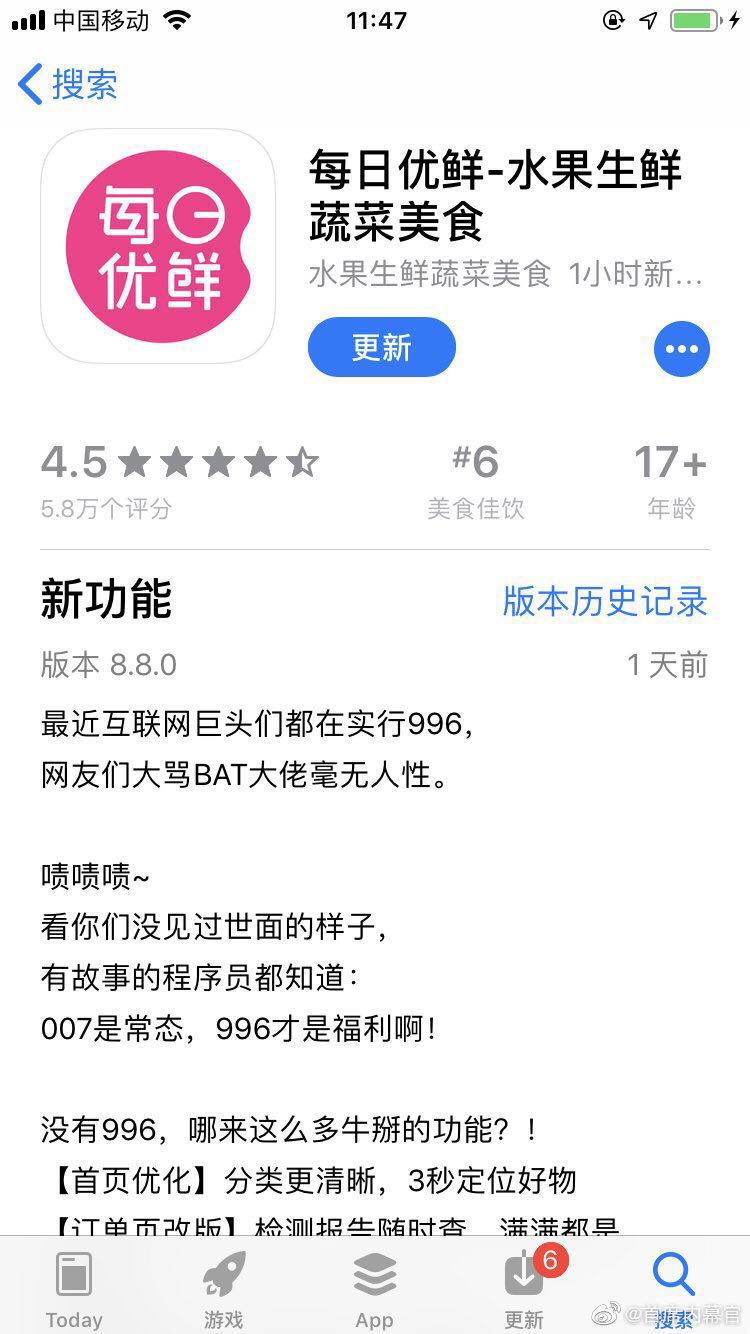 中国移动 11:47
搜索
每日优鲜
每日优鲜-水果生鲜
蔬菜美食
水果生鲜蔬菜美食 1小时新…
更新
4.5 #6 17+
5.8万个评分 美食佳饮 年龄
新功能 版本历史记录
版本 8.8.0 1 天前
最近互联网巨头们都在实行996，
网友们大骂BAT大佬毫无人性。
啧啧啧~
看你们没见过世面的样子，
有故事的程序员都知道：
007是常态，996才是福利啊！
没有996，哪来这么多牛掰的功能？！
【首页优化】分类更清晰，3秒定位好物
【订单页改版】检测报告随时查，满满都是
6
Today 游戏 App 更新 搜索
@首席内幕官